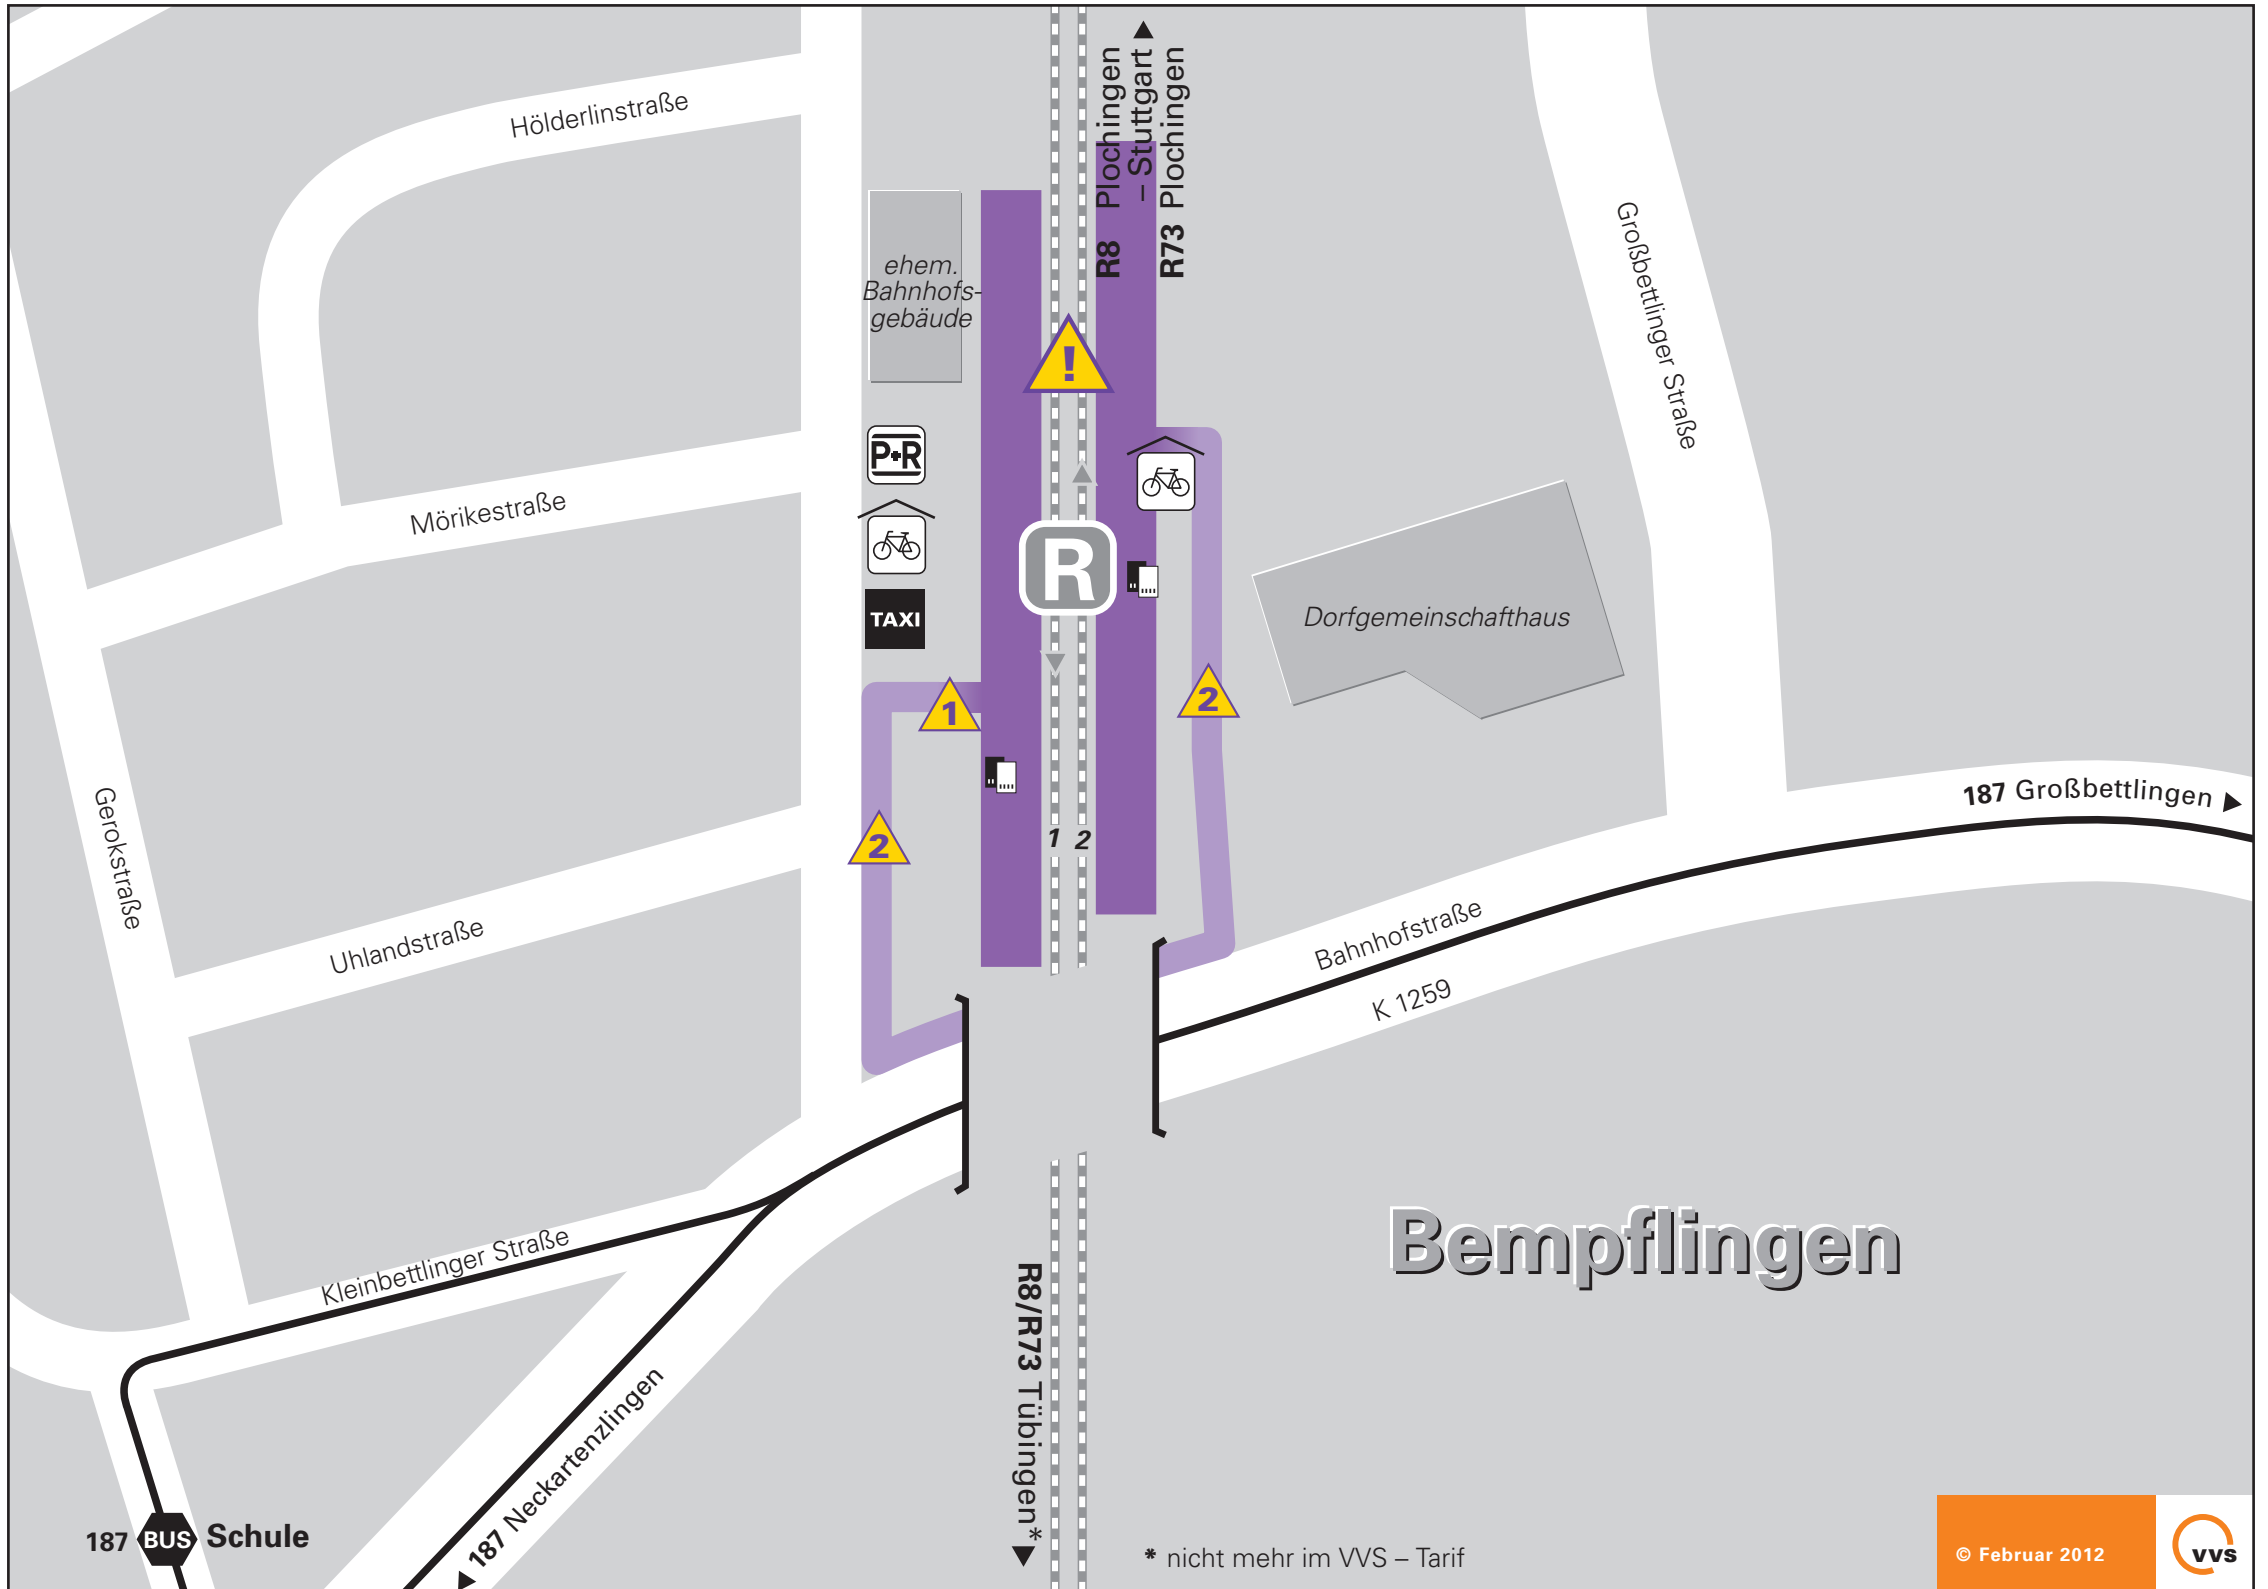 R8 Plochingen
– Stuttgart
R73 Plochingen
Hölderlinstraße
Großbettlinger Straße
ehem.
Bahnhofs-
gebäude
!
P+R
Mörikestraße
R
TAXI
Dorfgemeinschafthaus
1
2
2
1 2
Gerokstraße
187 Großbettlingen
Uhlandstraße
Bahnhofstraße
K 1259
Kleinbettlinger Straße
Bempflingen
R8/R73 Tübingen*
187 Neckartenzlingen
187 BUS Schule
* nicht mehr im VVS – Tarif
© Februar 2012
vvs